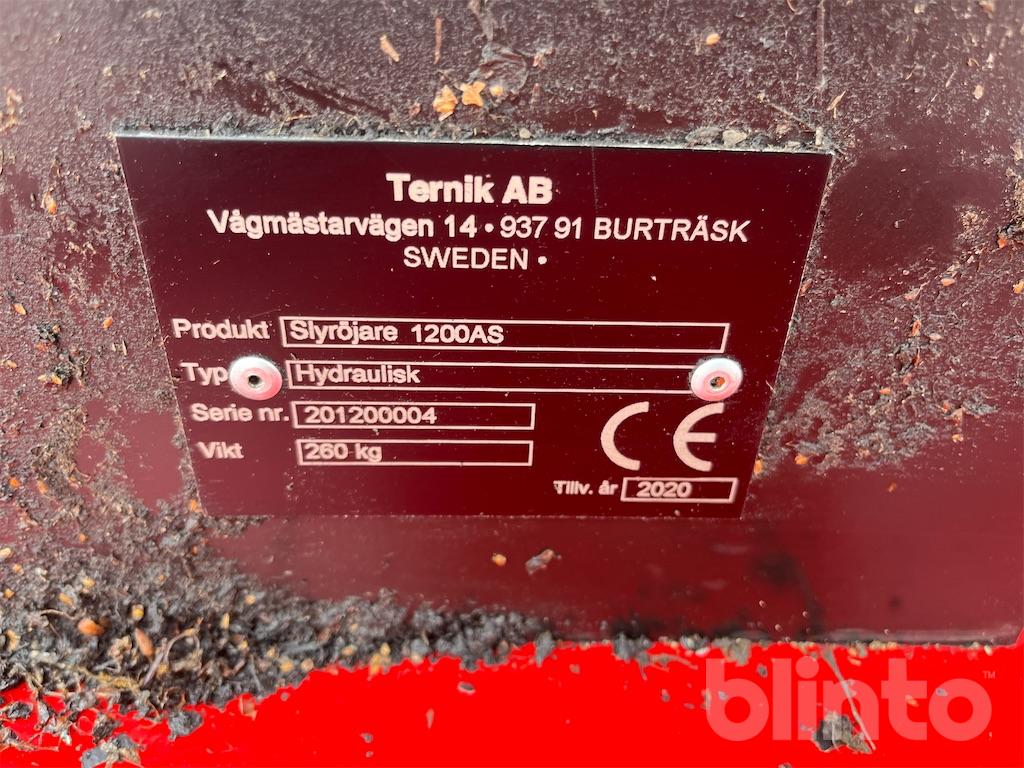 Ternik AB
Vågmästarvägen 14 • 937 91 BURTRÄSK
SWEDEN •
Produkt Slyröjare 1200AS
Typ Hydraulisk
Serie nr. 201200004
Vikt 260 kg
CE
Tillv. år 2020
blinto™